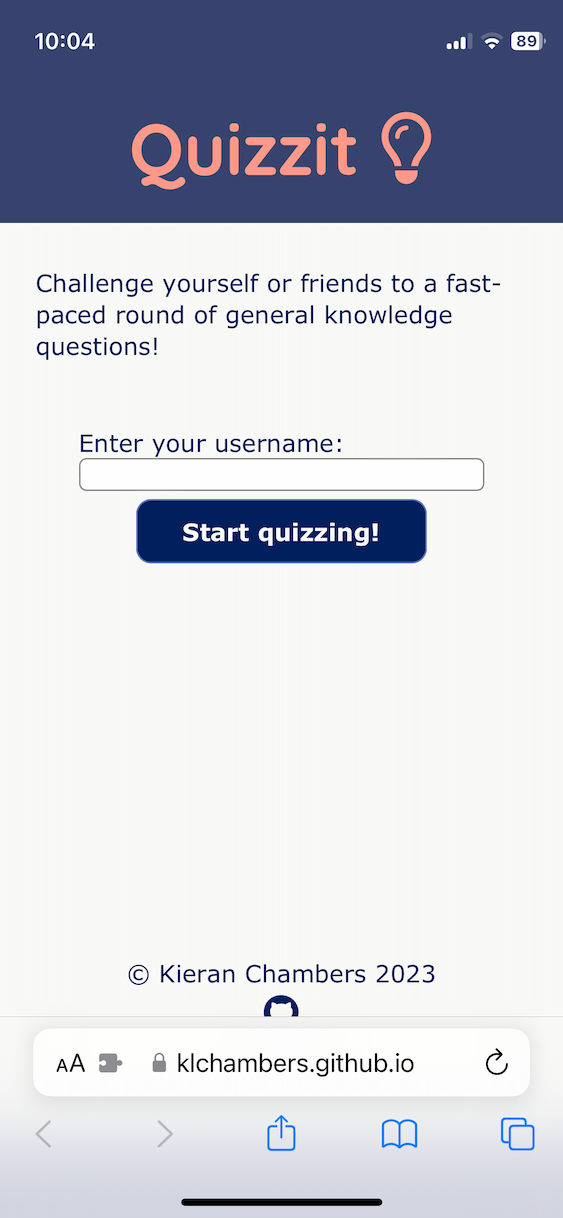 10:04
89
Quizzit
Challenge yourself or friends to a fast-
paced round of general knowledge
questions!
Enter your username:
Start quizzing!
© Kieran Chambers 2023
AA klchambers.github.io